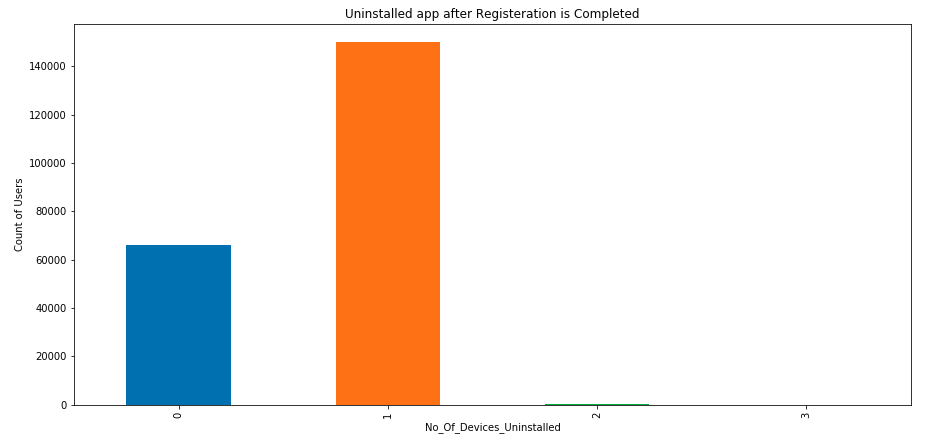 Uninstalled app after Registeration is Completed
140000
120000
100000
80000
60000
40000
20000
0
Count of Users
0 1 2 3
No_Of_Devices_Uninstalled